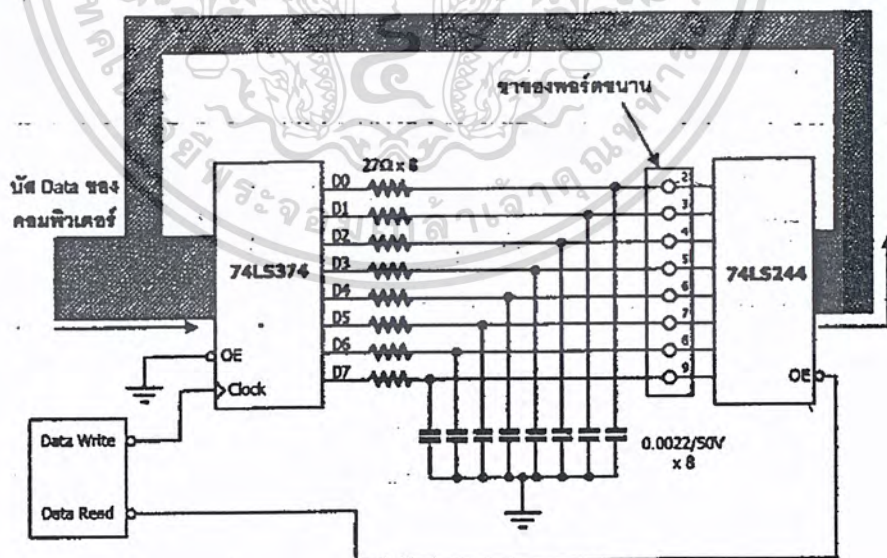 ขาของพอร์ตขนาน
บัส Data ของ
คอมพิวเตอร์
27Ω x 8
D0
D1
D2
D3
D4
D5
D6
D7
74LS374
OE
Clock
2
3
4
5
6
7
8
9
74LS244
OE
Data Write
Data Read
0.0022/50V
x 8